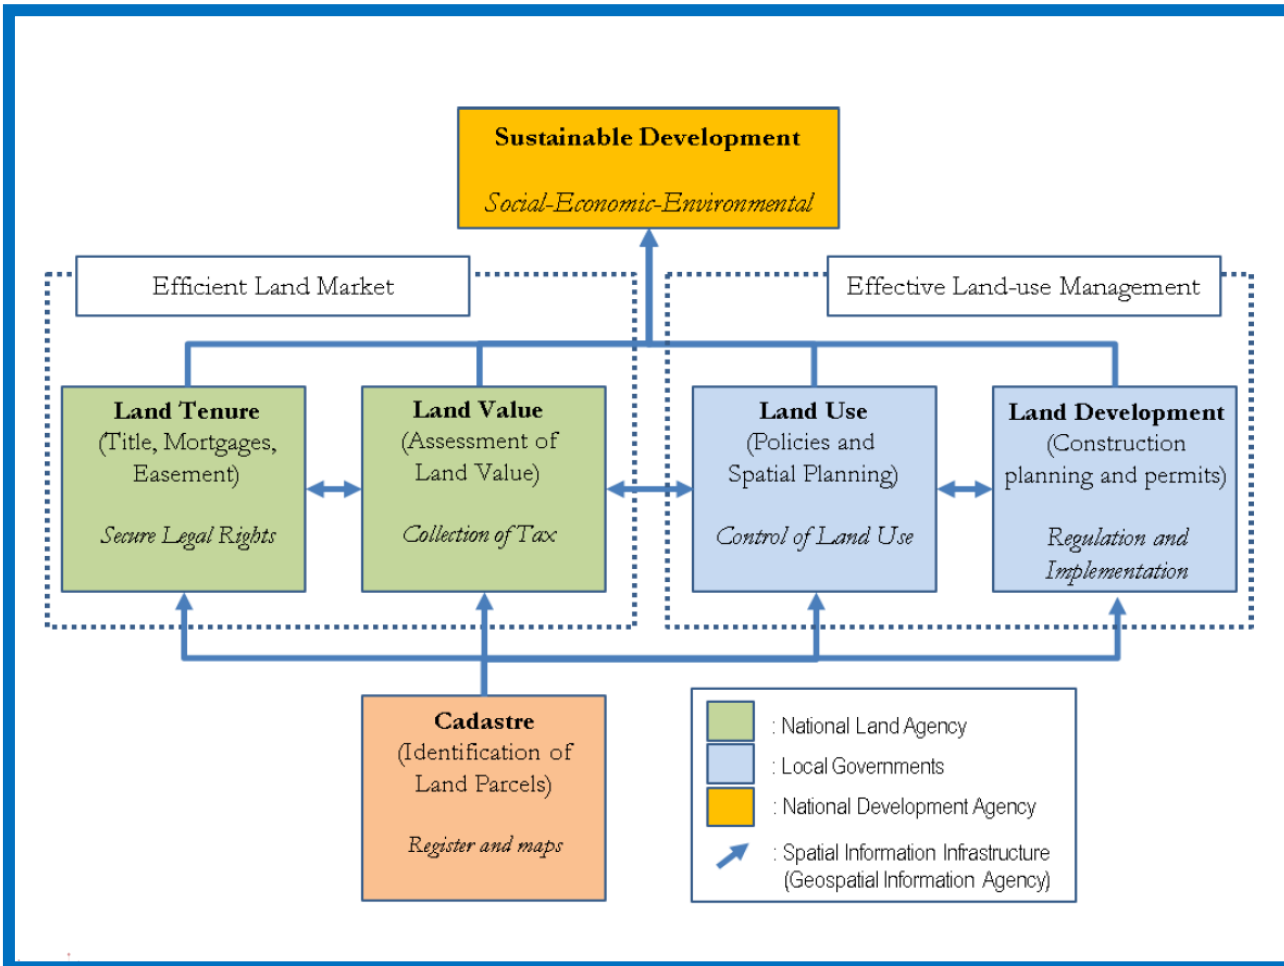 Sustainable Development
Social-Economic-Environmental
Efficient Land Market
Effective Land-use Management
Land Tenure
(Title, Mortgages,
Easement)
Secure Legal Rights
Land Value
(Assessment of
Land Value)
Collection of Tax
Land Use
(Policies and
Spatial Planning)
Control of Land Use
Land Development
(Construction
planning and permits)
Regulation and
Implementation
Cadastre
(Identification of
Land Parcels)
Register and maps
: National Land Agency
: Local Governments
: National Development Agency
: Spatial Information Infrastructure
(Geospatial Information Agency)